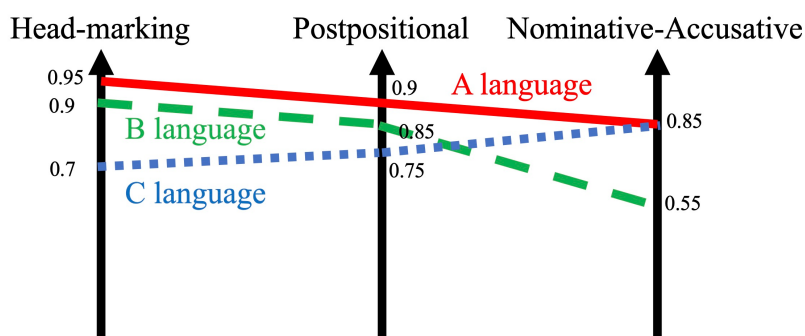 Head-marking Postpositional Nominative-Accusative
0.95
0.9
A language
0.9
B language
0.85
0.85
0.7
0.75
C language
0.55